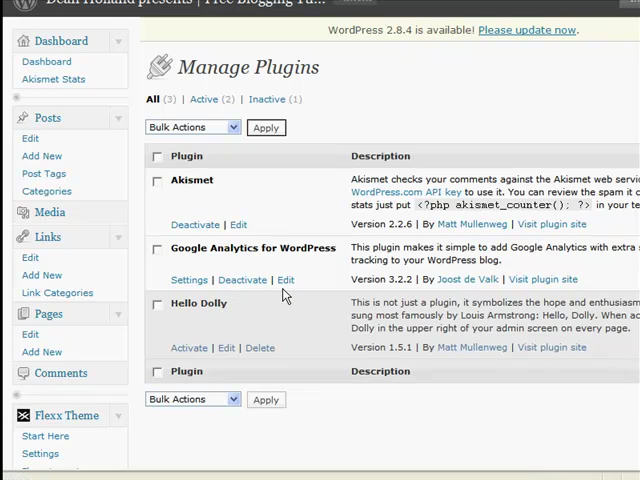 Dean Holland presents | Free Blogging Tu...
WordPress 2.8.4 is available! Please update now.
Dashboard
Dashboard
Akismet Stats
Posts
Edit
Add New
Post Tags
Categories
Media
Links
Edit
Add New
Link Categories
Pages
Edit
Add New
Comments
Flexx Theme
Start Here
Settings
Manage Plugins
All (3) | Active (2) | Inactive (1)
Bulk Actions Apply
Plugin Description
Akismet Akismet checks your comments against the Akismet web serv
WordPress.com API key to use it. You can review the spam it c
stats just put <?php akismet_counter(); ?> in your te
Deactivate | Edit Version 2.2.6 | By Matt Mullenweg | Visit plugin site
Google Analytics for WordPress This plugin makes it simple to add Google Analytics with extra s
tracking to your WordPress blog.
Settings | Deactivate | Edit Version 3.2.2 | By Joost de Valk | Visit plugin site
Hello Dolly This is not just a plugin, it symbolizes the hope and enthusiasm
sung most famously by Louis Armstrong: Hello, Dolly. When ac
Dolly in the upper right of your admin screen on every page.
Activate | Edit | Delete Version 1.5.1 | By Matt Mullenweg | Visit plugin site
Plugin Description
Bulk Actions Apply